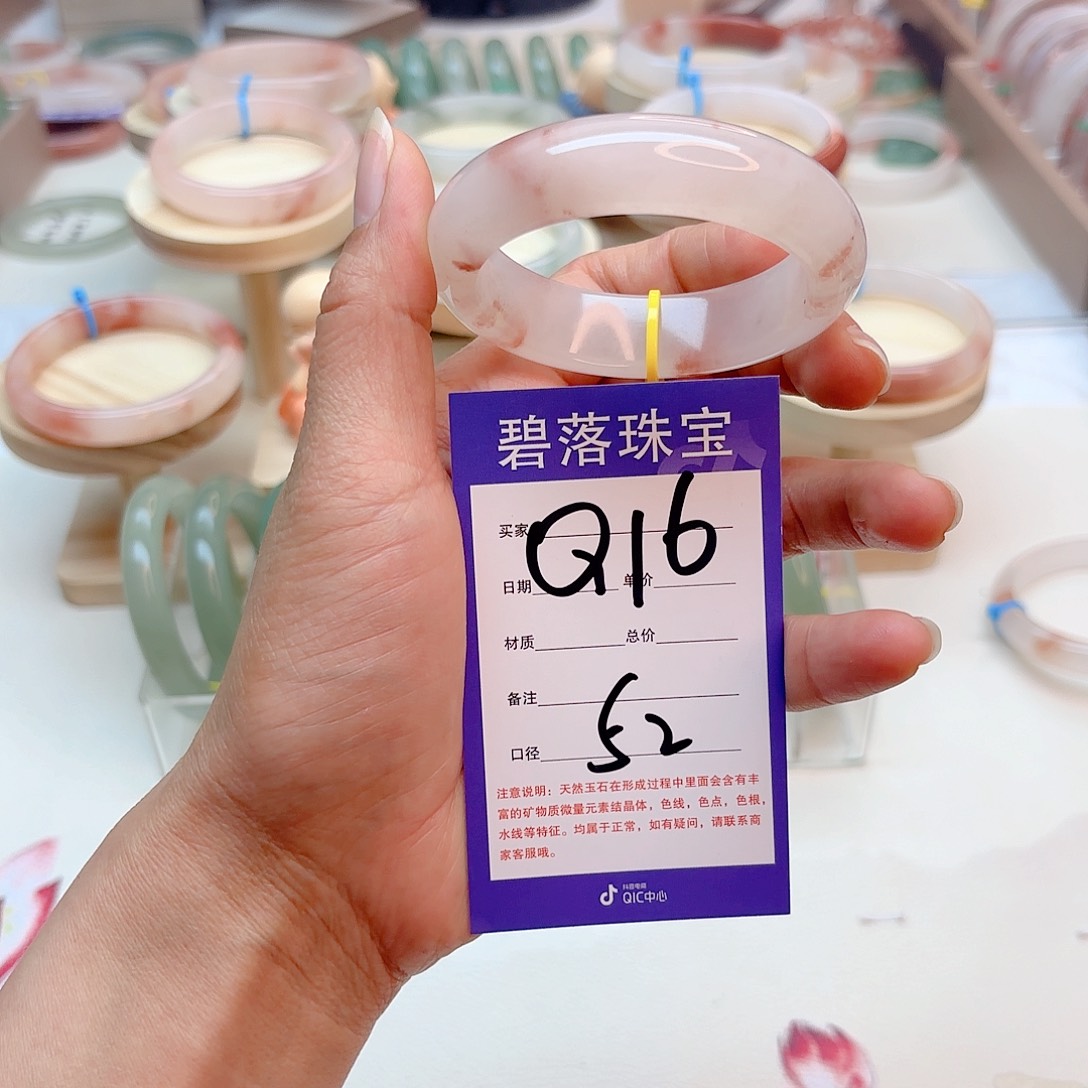 碧落珠宝
买家 Q16
日期 单价
材质 总价
备注
口径 52
注意说明：天然玉石在形成过程中里面会含有丰
富的矿物质微量元素结晶体，色线，色点，色根，
水线等特征。均属于正常，如有疑问，请联系商
家客服哦。
抖音电商
QIC中心